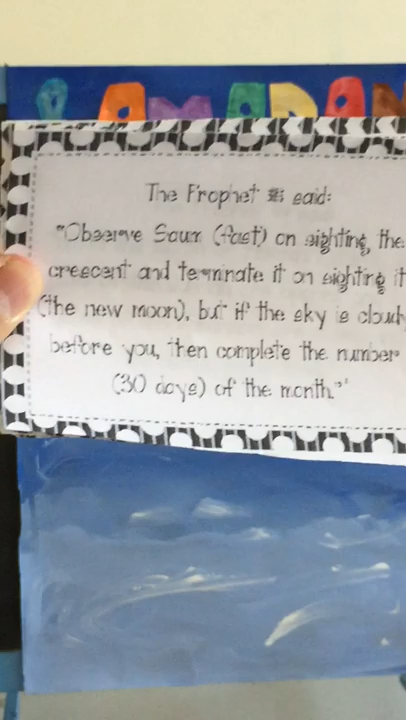 RAMADAN
The Prophet ﷺ said:
"Observe Saum (fast) on sighting the
crescent and terminate it on sighting it
(the new moon), but if the sky is cloudy
before you, then complete the number
(30 days) of the month."